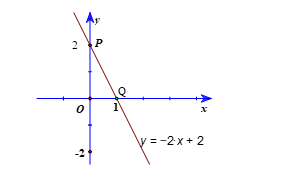 y
2 P
Q
O 1 x
y = −2·x + 2
-2